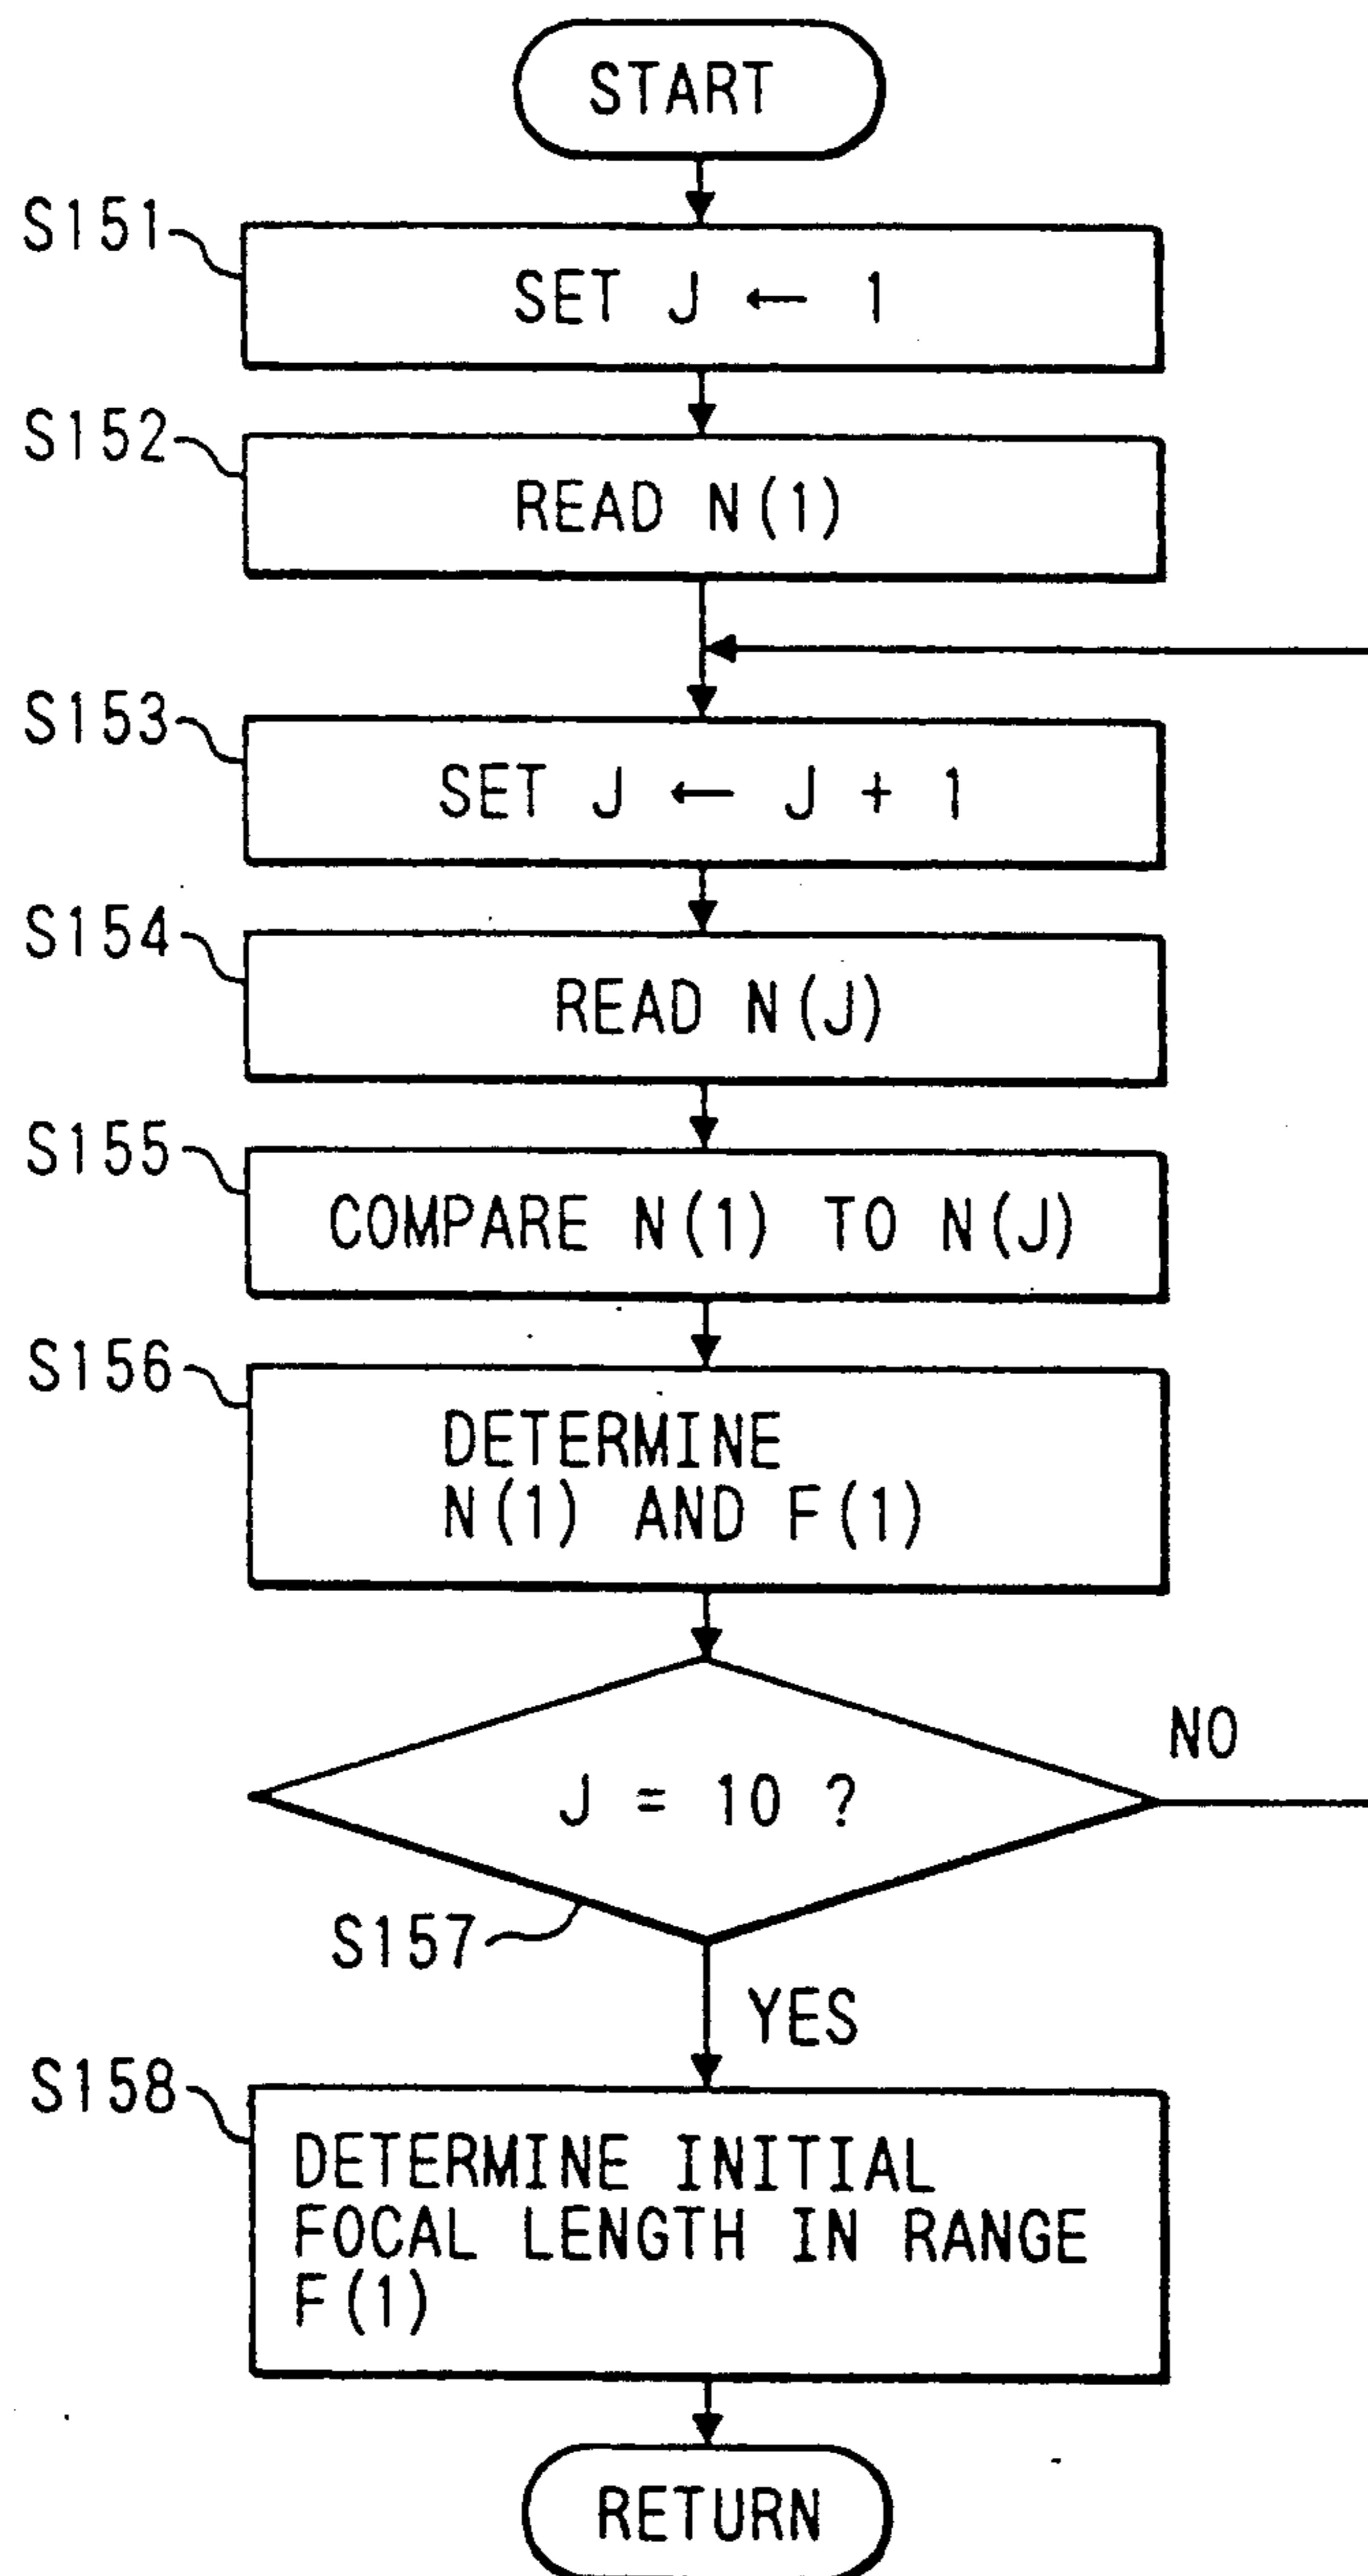 START
S151
SET J ← 1
S152
READ N(1)
S153
SET J ← J + 1
S154
READ N(J)
S155
COMPARE N(1) TO N(J)
S156
DETERMINE
N(1) AND F(1)
J = 10 ?
NO
S157
YES
S158
DETERMINE INITIAL
FOCAL LENGTH IN RANGE
F(1)
RETURN